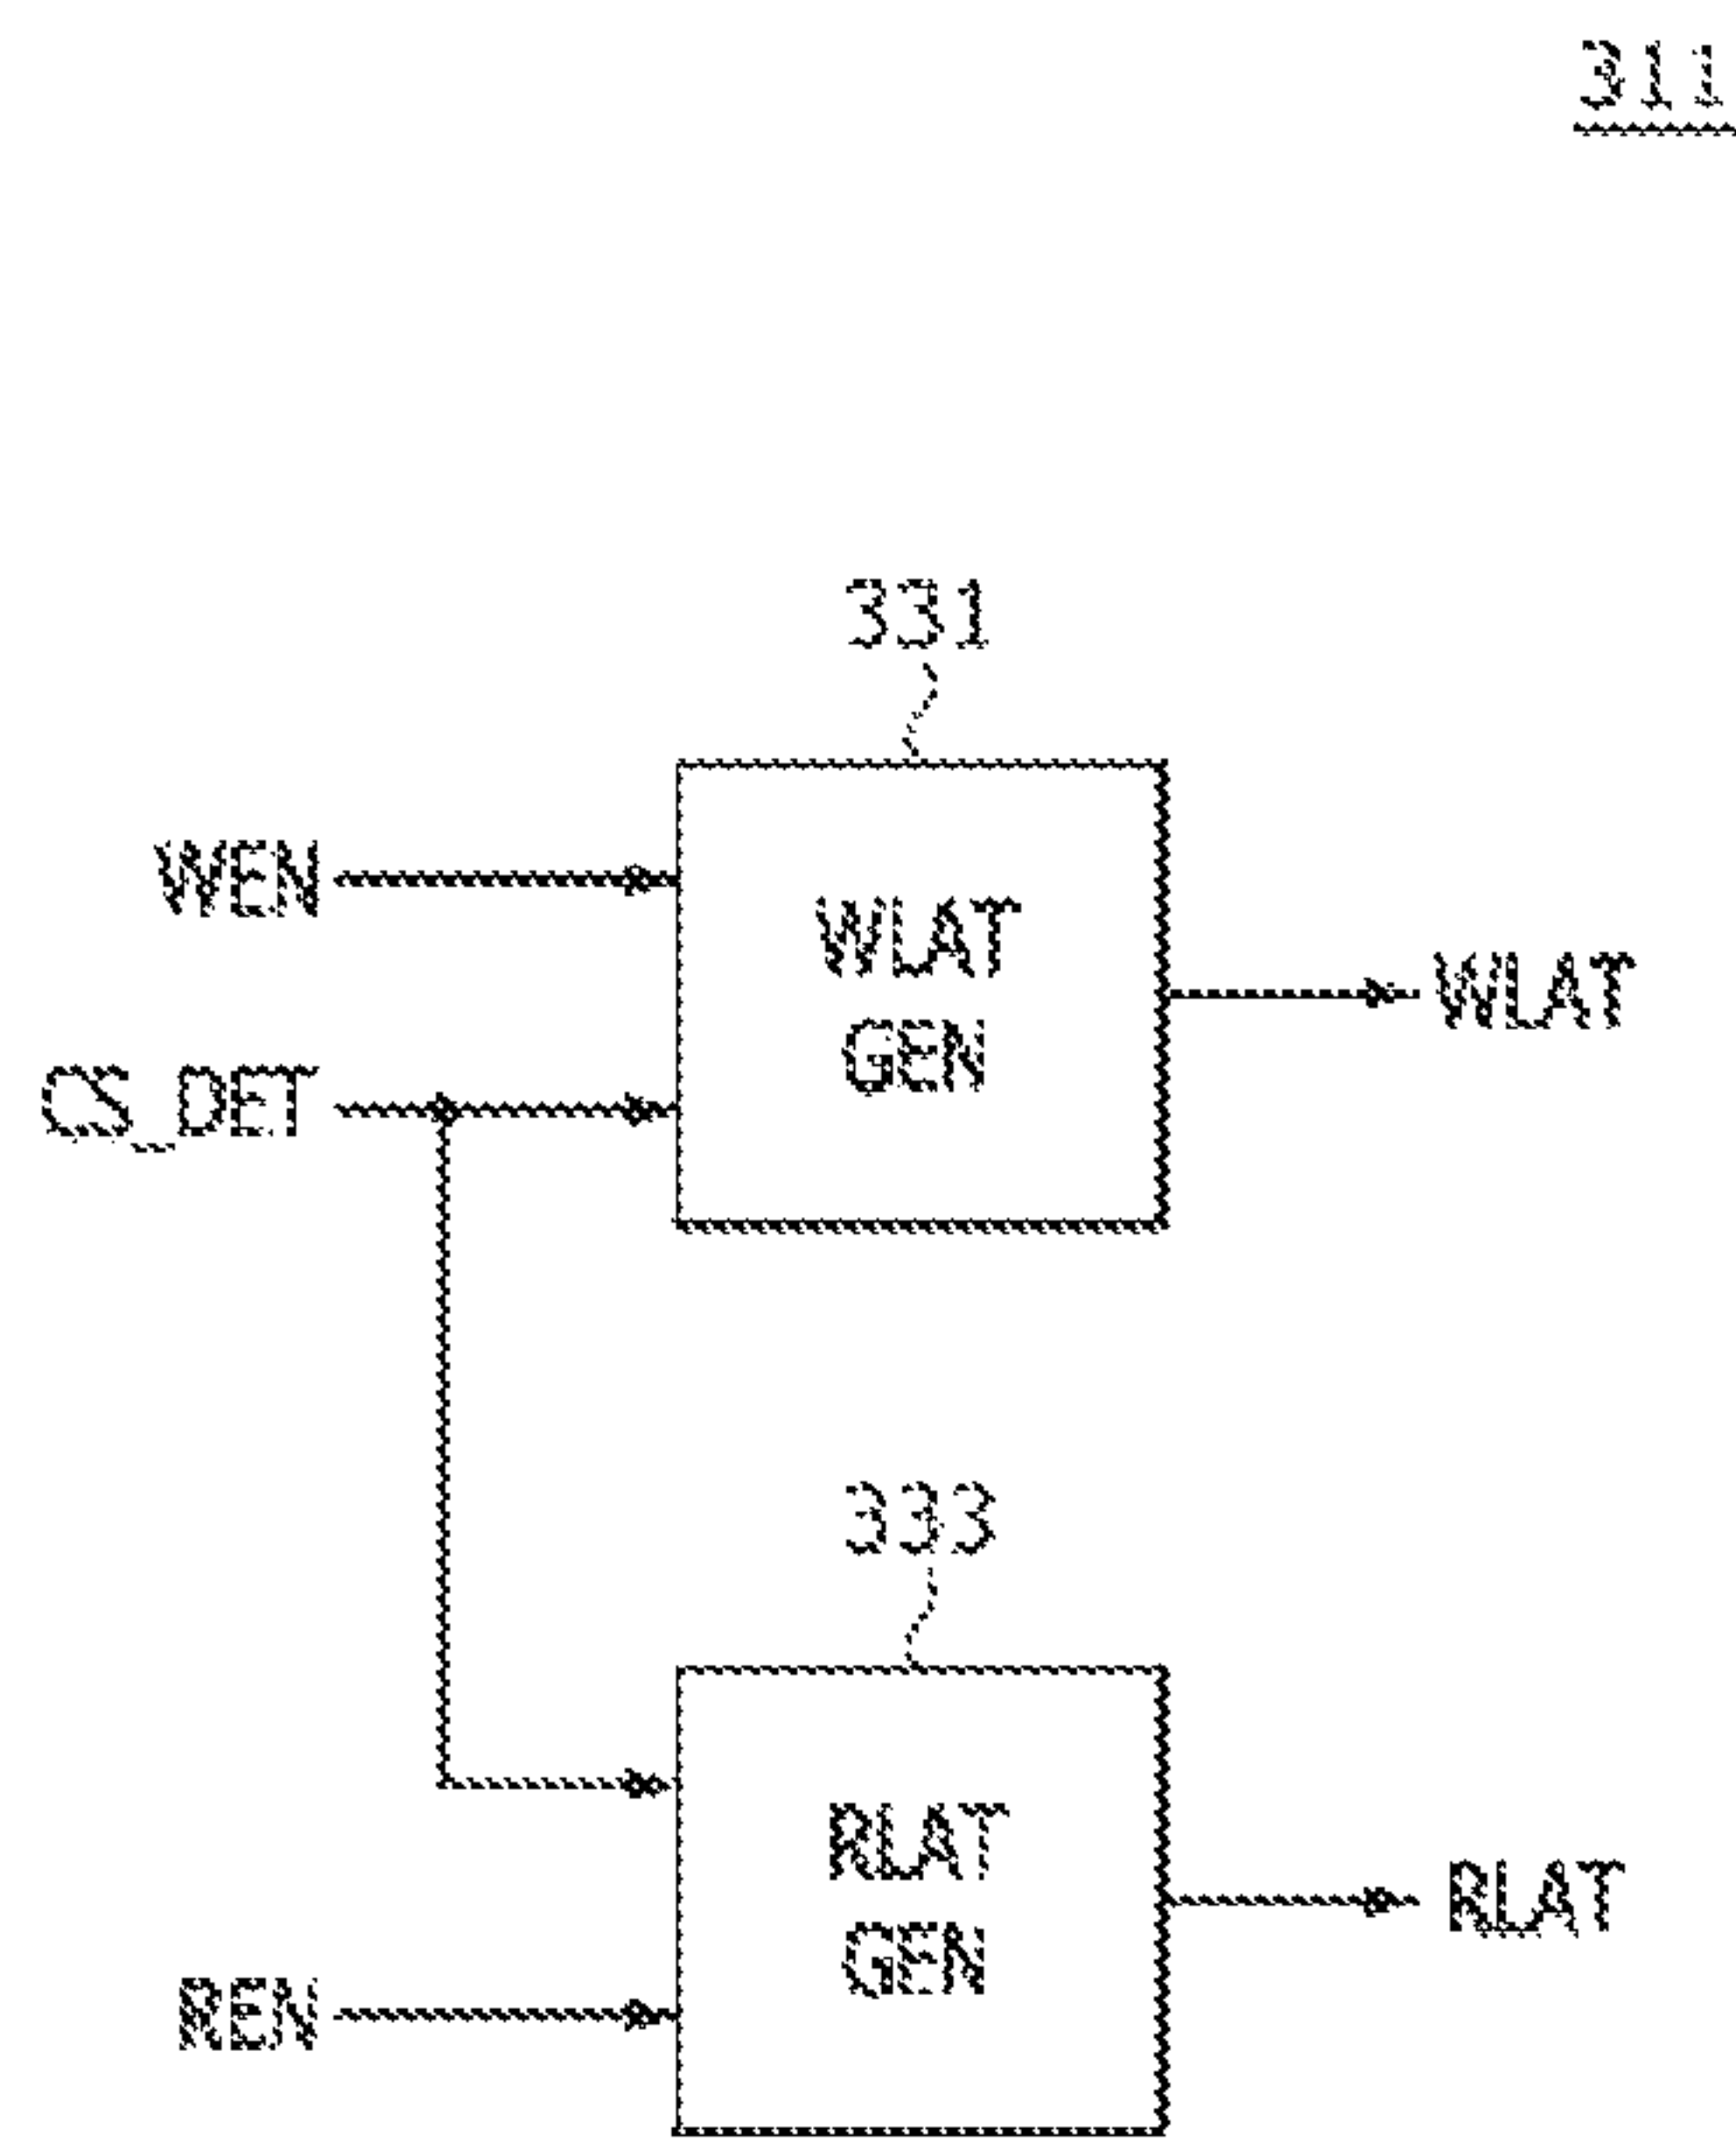 311
331
WEN
WLAT
GEN
WLAT
CS_DET
333
RLAT
GEN
RLAT
REN